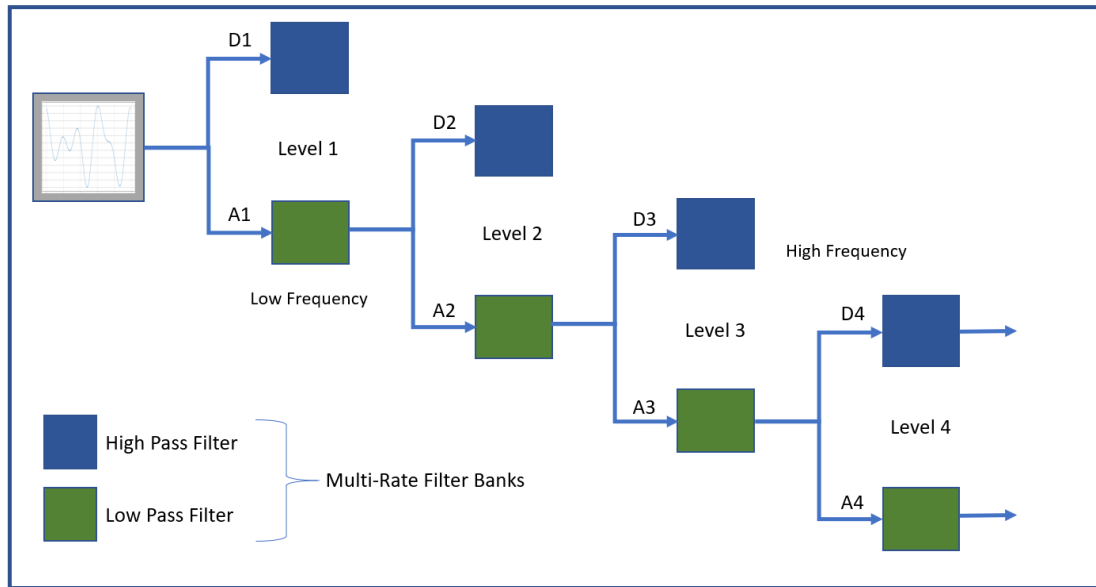 D1
Level 1
A1
Low Frequency
D2
Level 2
A2
D3
High Frequency
Level 3
A3
D4
Level 4
A4
High Pass Filter
Low Pass Filter
Multi-Rate Filter Banks